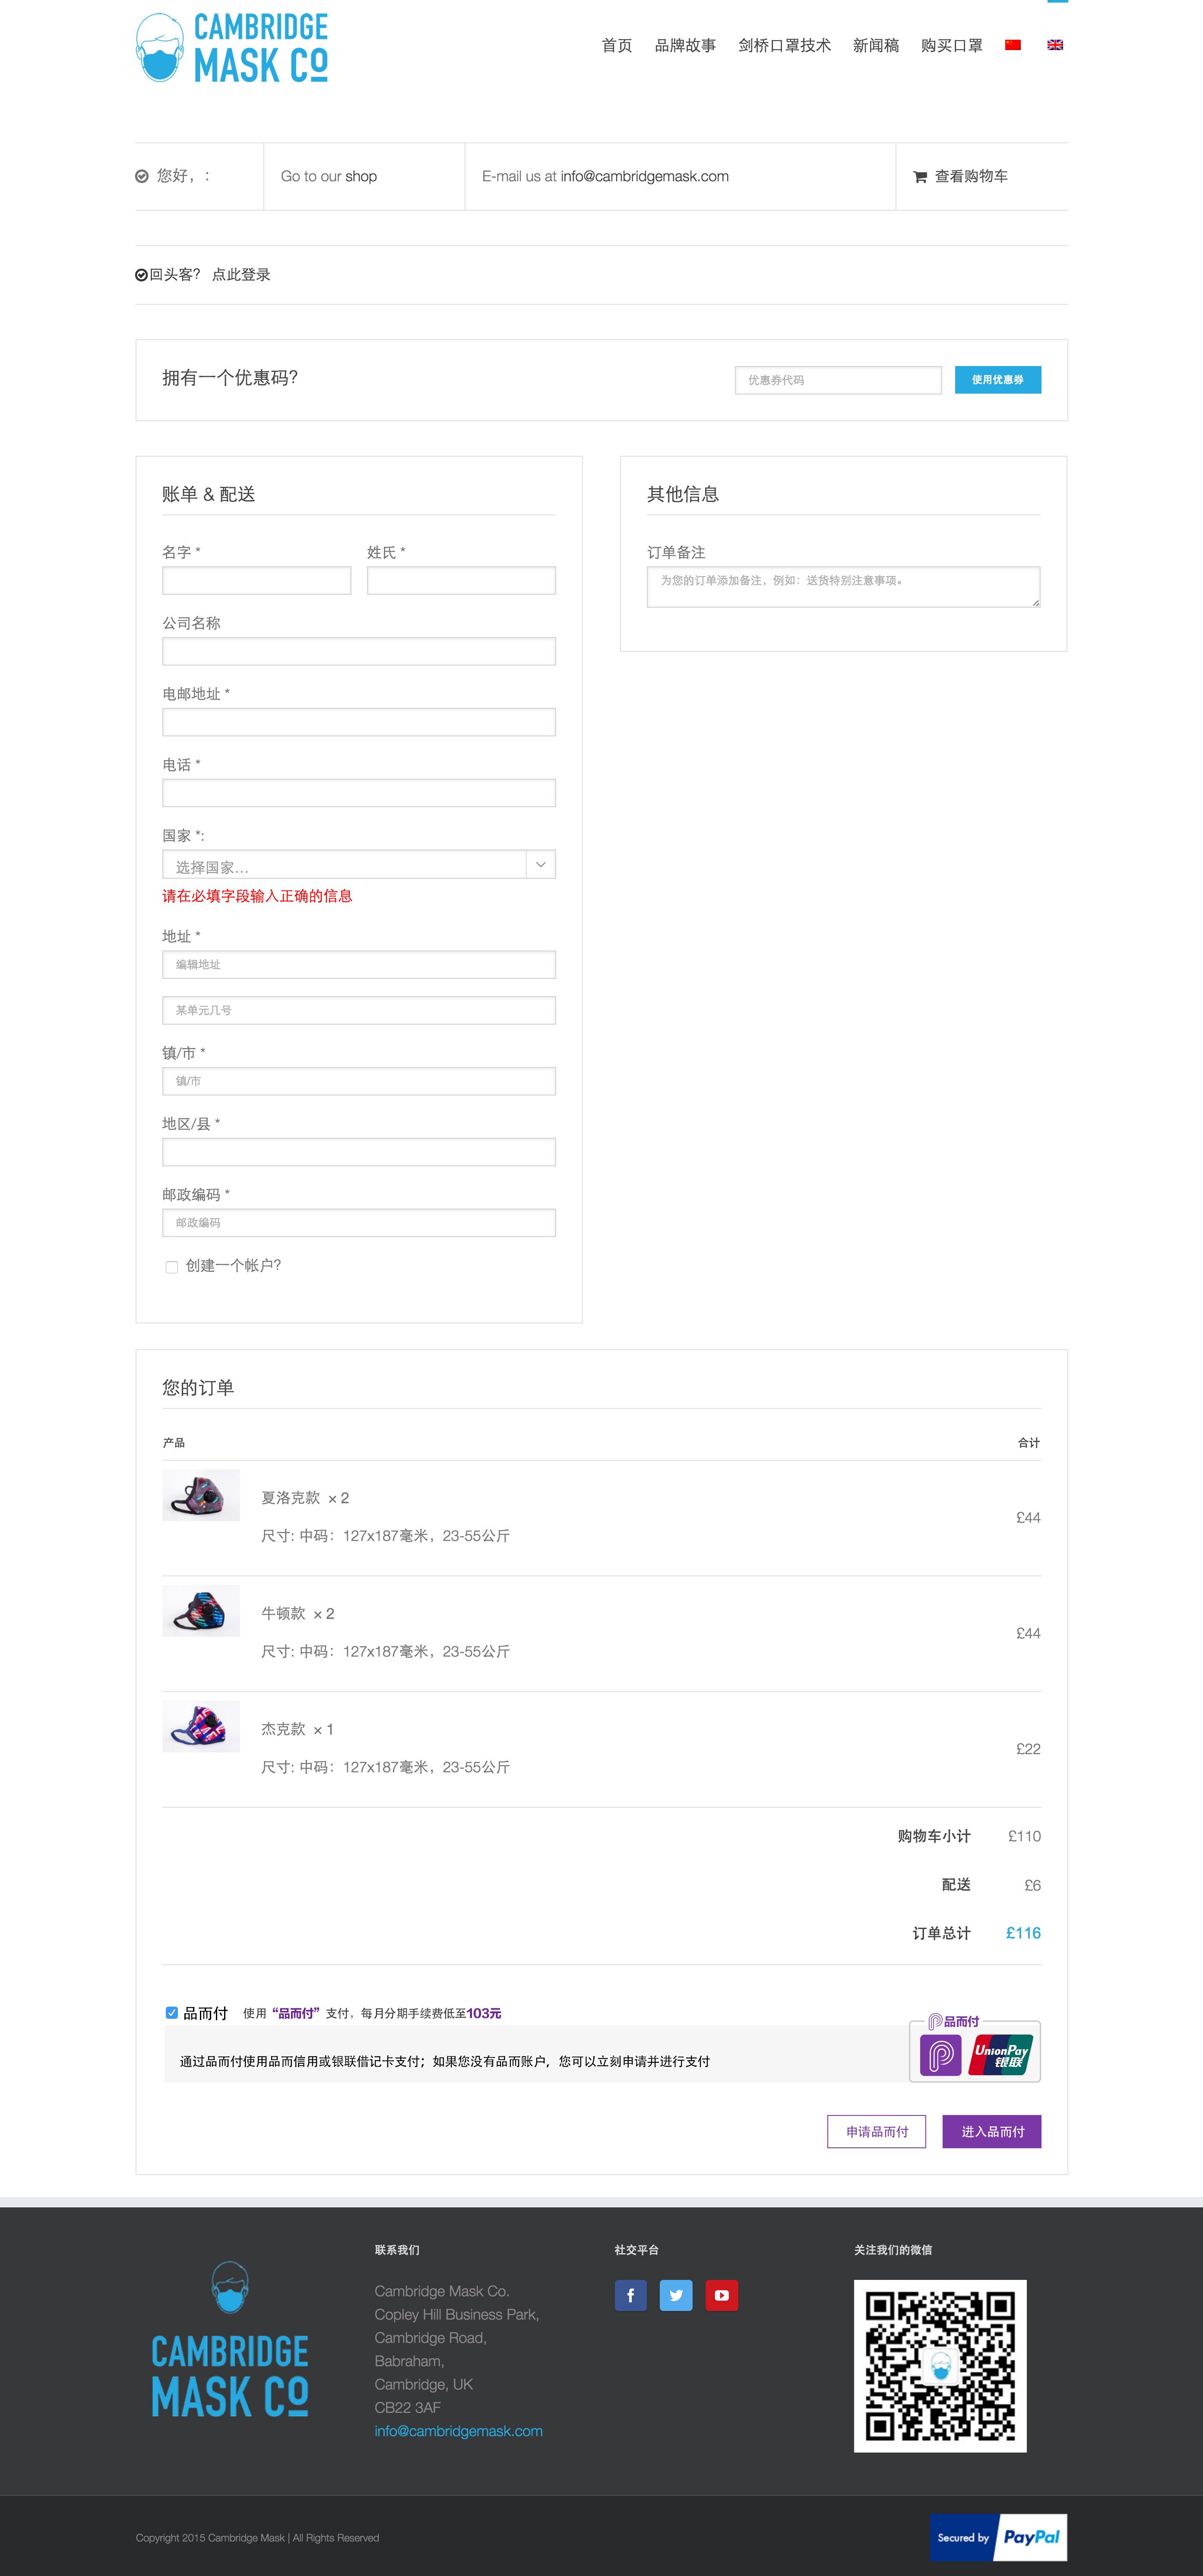 CAMBRIDGE
MASK CO
首页 品牌故事 剑桥口罩技术 新闻稿 购买口罩
您好，：
Go to our shop
E-mail us at info@cambridgemask.com
查看购物车
回头客？ 点此登录
拥有一个优惠码？
优惠券代码
使用优惠券
账单 & 配送
名字 *
姓氏 *
公司名称
电邮地址 *
电话 *
国家 *:
选择国家…
请在必填字段输入正确的信息
地址 *
编辑地址
某单元几号
镇/市 *
镇/市
地区/县 *
邮政编码 *
邮政编码
创建一个帐户？
其他信息
订单备注
为您的订单添加备注，例如：送货特别注意事项。
您的订单
产品 合计
夏洛克款 × 2
尺寸: 中码：127x187毫米，23-55公斤
£44
牛顿款 × 2
尺寸: 中码：127x187毫米，23-55公斤
£44
杰克款 × 1
尺寸: 中码：127x187毫米，23-55公斤
£22
购物车小计 £110
配送 £6
订单总计 £116
品而付 使用“品而付”支付，每月分期手续费低至103元
品而付
通过品而付使用品而信用或银联借记卡支付；如果您没有品而账户，您可以立刻申请并进行支付
UnionPay
银联
申请品而付
进入品而付
CAMBRIDGE
MASK CO
联系我们
Cambridge Mask Co.
Copley Hill Business Park,
Cambridge Road,
Babraham,
Cambridge, UK
CB22 3AF
info@cambridgemask.com
社交平台
关注我们的微信
Copyright 2015 Cambridge Mask | All Rights Reserved
Secured by PayPal